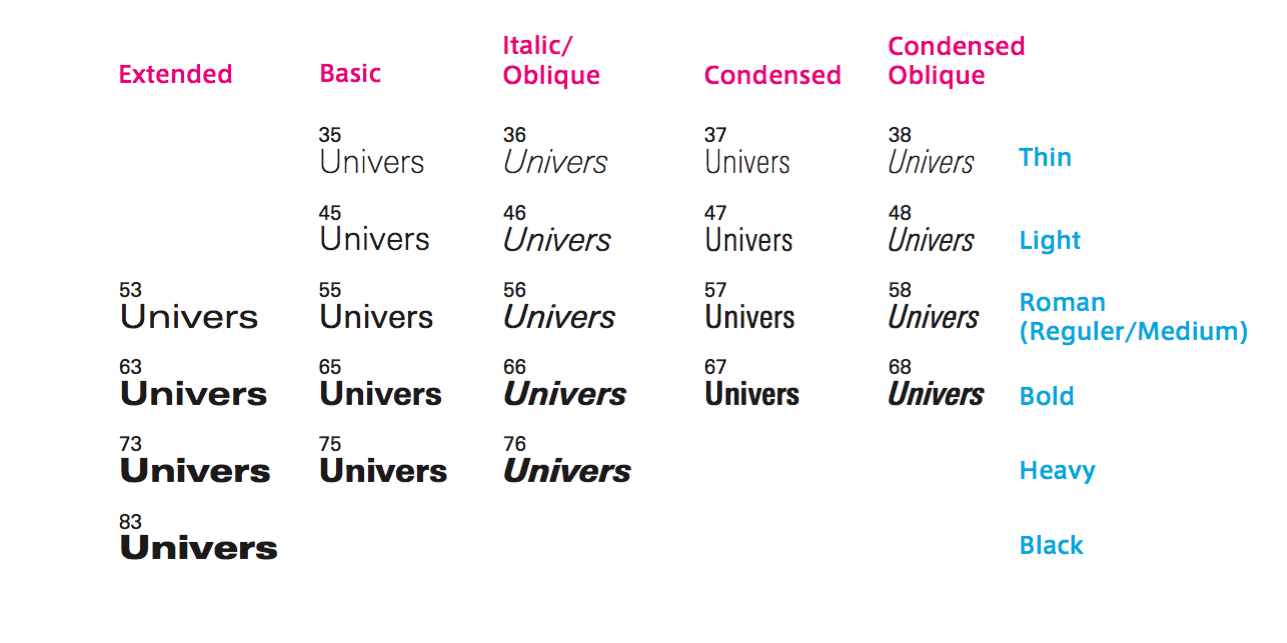 Extended
Basic
Italic/
Oblique
Condensed
Condensed
Oblique
35
Univers
36
Univers
37
Univers
38
Univers
Thin
45
Univers
46
Univers
47
Univers
48
Univers
Light
53
Univers
55
Univers
56
Univers
57
Univers
58
Univers
Roman
(Reguler/Medium)
63
Univers
65
Univers
66
Univers
67
Univers
68
Univers
Bold
73
Univers
75
Univers
76
Univers
Heavy
83
Univers
Black